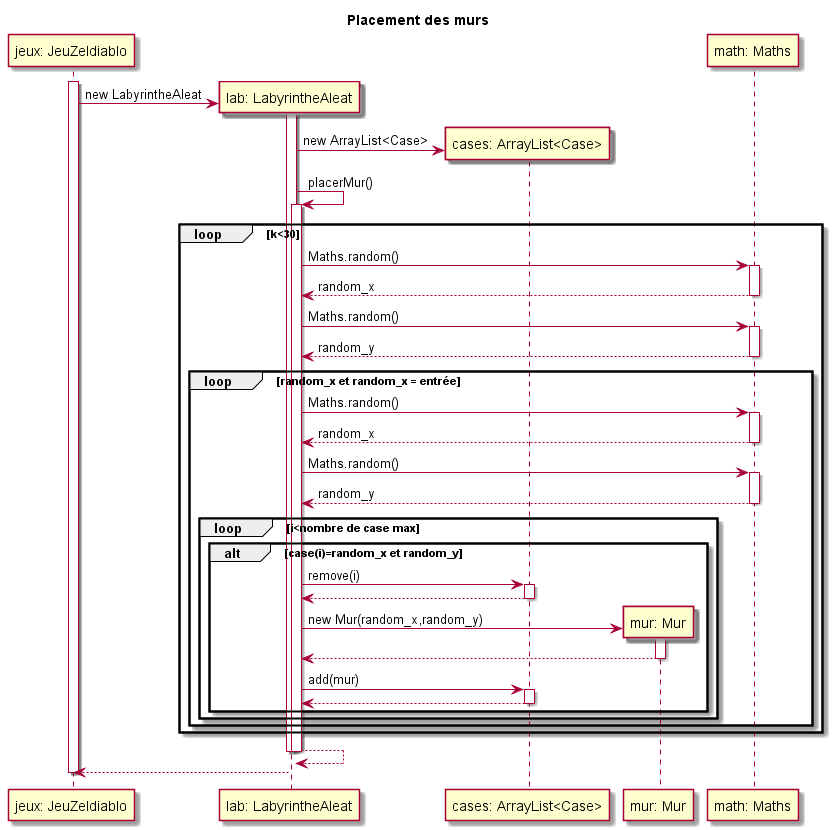 Placement des murs
jeux: JeuZeldiablo
math: Maths
new LabyrintheAleat
lab: LabyrintheAleat
new ArrayList<Case>
cases: ArrayList<Case>
placerMur()
loop [k<30]
Maths.random()
random_x
Maths.random()
random_y
loop [random_x et random_x = entrée]
Maths.random()
random_x
Maths.random()
random_y
loop [i<nombre de case max]
alt [case(i)=random_x et random_y]
remove(i)
new Mur(random_x,random_y)
mur: Mur
add(mur)
jeux: JeuZeldiablo
lab: LabyrintheAleat
cases: ArrayList<Case>
mur: Mur
math: Maths